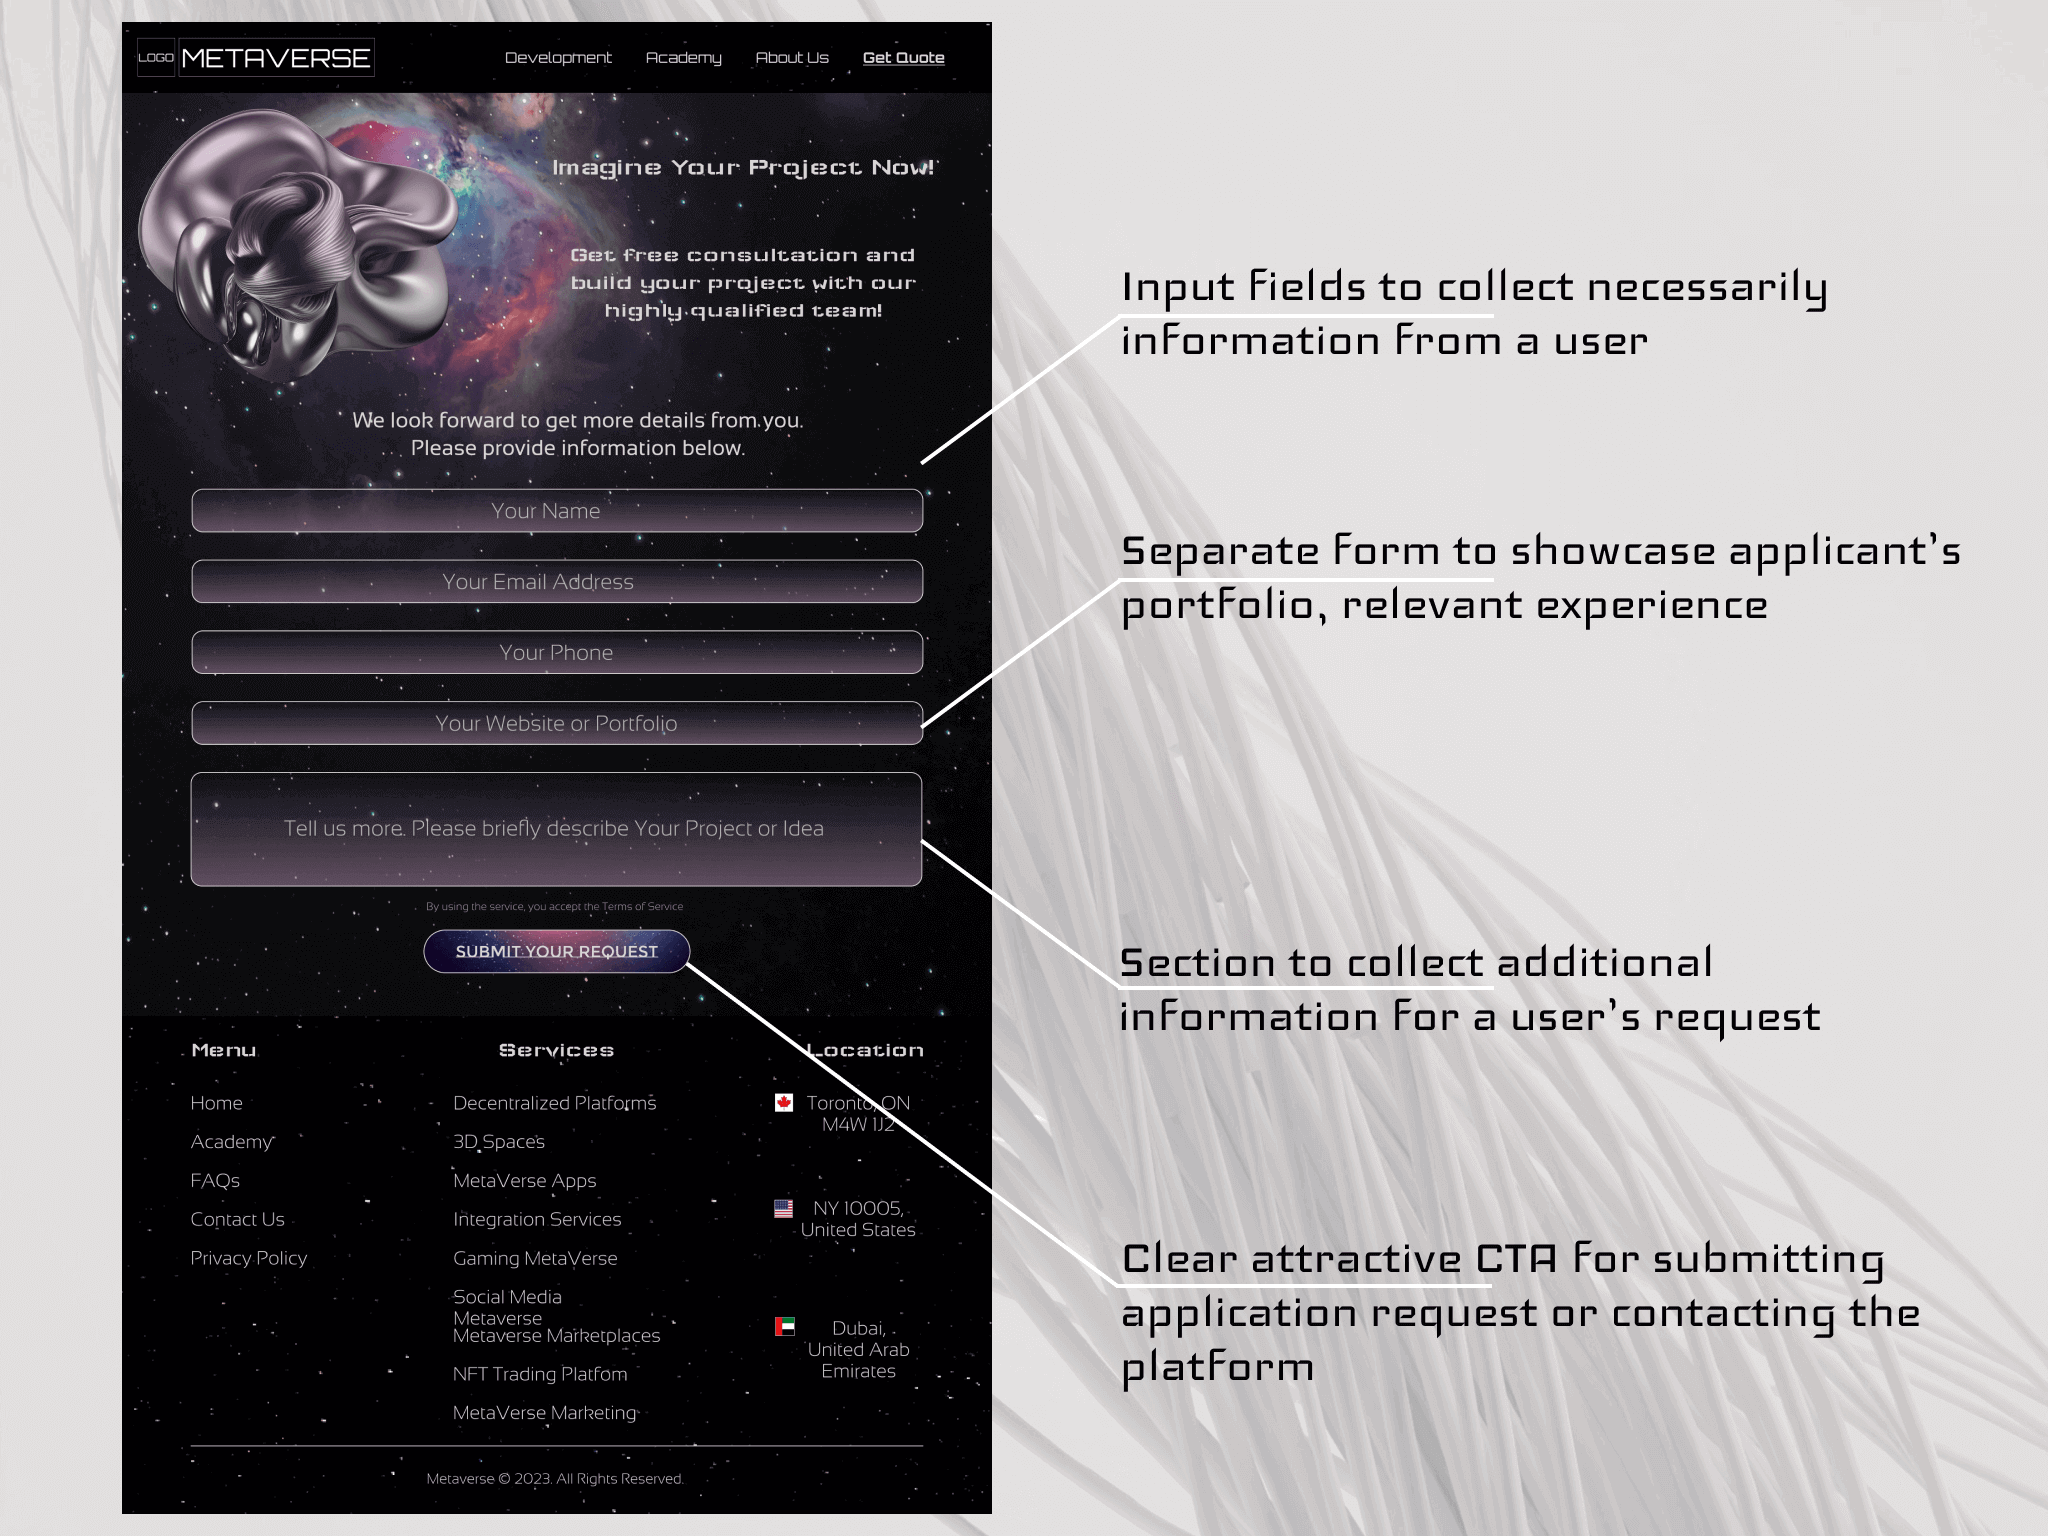 LOGO METAVERSE
Development Academy About Us Get Quote
Imagine Your Project Now!
Get free consultation and
build your project with our
highly qualified team!
We look forward to get more details from you.
Please provide information below.
Your Name
Your Email Address
Your Phone
Your Website or Portfolio
Tell us more. Please briefly describe Your Project or Idea
By using the service, you accept the Terms of Service
SUBMIT YOUR REQUEST
Menu
Home
Academy
FAQs
Contact Us
Privacy Policy
Services
Decentralized Platforms
3D Spaces
MetaVerse Apps
Integration Services
Gaming MetaVerse
Social Media
Metaverse
Metaverse Marketplaces
NFT Trading Platfom
MetaVerse Marketing
Location
Toronto, ON
M4W 1J2
NY 10005,
United States
Dubai,
United Arab
Emirates
Metaverse © 2023. All Rights Reserved.
Input fields to collect necessarily
information from a user
Separate form to showcase applicant's
portfolio, relevant experience
Section to collect additional
information for a user's request
Clear attractive CTA for submitting
application request or contacting the
platform